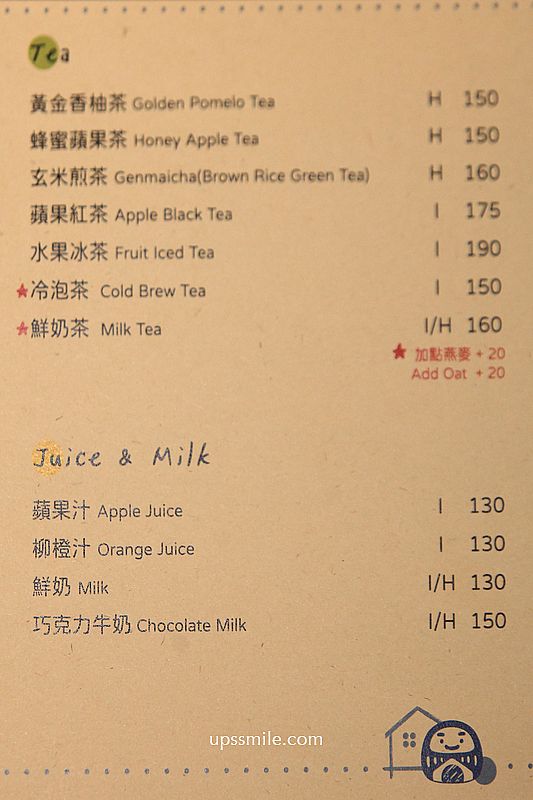 Tea
黃金香柚茶 Golden Pomelo Tea H 150
蜂蜜蘋果茶 Honey Apple Tea H 150
玄米煎茶 Genmaicha(Brown Rice Green Tea) H 160
蘋果紅茶 Apple Black Tea I 175
水果冰茶 Fruit Iced Tea I 190
★冷泡茶 Cold Brew Tea I 150
★鮮奶茶 Milk Tea I/H 160
★ 加點燕麥 + 20
Add Oat + 20
Juice & Milk
蘋果汁 Apple Juice I 130
柳橙汁 Orange Juice I 130
鮮奶 Milk I/H 130
巧克力牛奶 Chocolate Milk I/H 150
upssmile.com